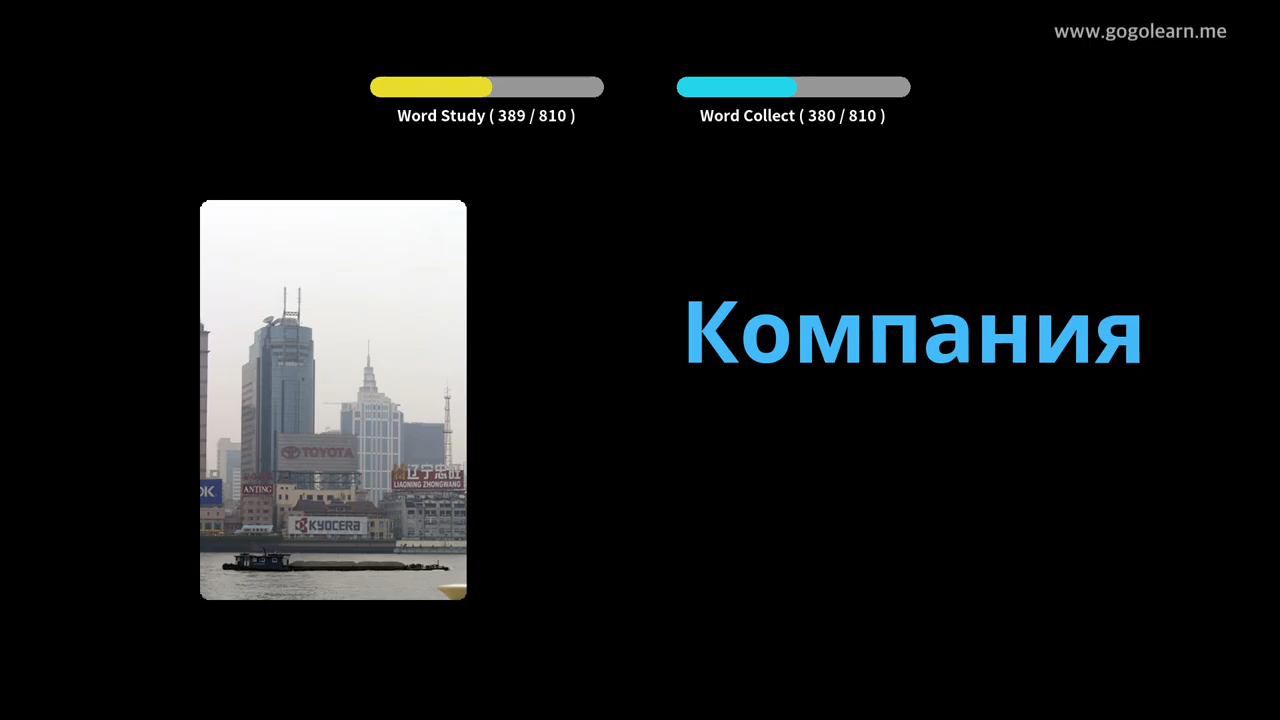 www.gogolearn.me
Word Study ( 389 / 810 )
Word Collect ( 380 / 810 )
Компания
TOYOTA
辽宁忠旺
LIAONING ZHONGWANG
OK
ANTING
KYOCERA